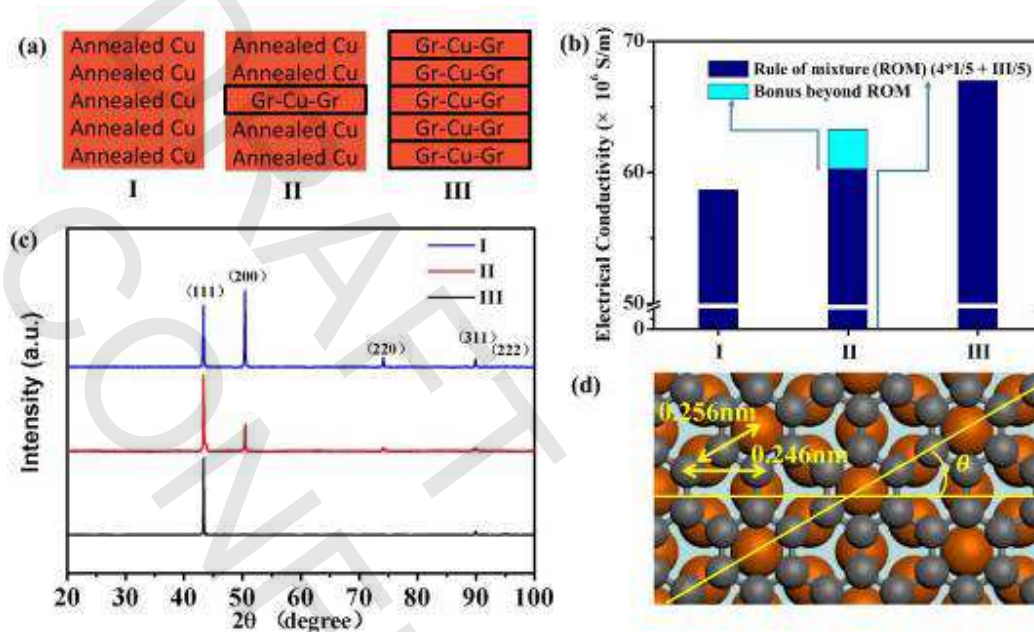 (a)
Annealed Cu
Annealed Cu
Annealed Cu
Annealed Cu
Annealed Cu
I
Annealed Cu
Annealed Cu
Gr-Cu-Gr
Annealed Cu
Annealed Cu
II
Gr-Cu-Gr
Gr-Cu-Gr
Gr-Cu-Gr
Gr-Cu-Gr
Gr-Cu-Gr
III
(b)
Electrical Conductivity (× 10⁶ S/m)
70
60
50
0
Rule of mixture (ROM) (4*I/5 + III/5)
Bonus beyond ROM
I
II
III
(c)
Intensity (a.u.)
I
II
III
(111)
(200)
(220)
(311)
(222)
20 30 40 50 60 70 80 90 100
2θ (degree)
(d)
0.256nm
0.246nm
θ